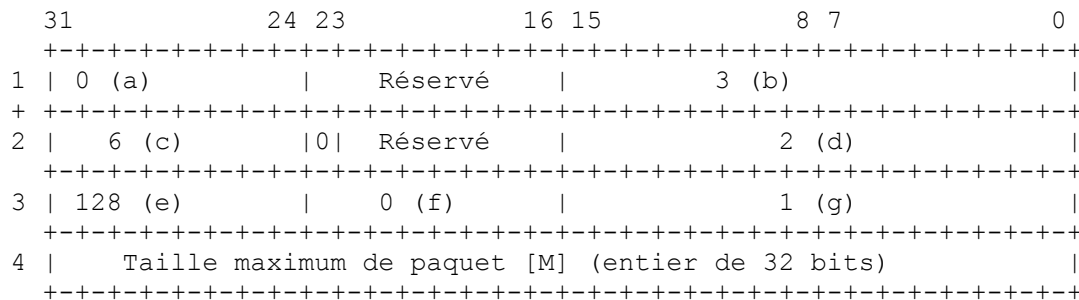 31 24 23 16 15 8 7 0
+-+-+-+-+-+-+-+-+-+-+-+-+-+-+-+-+-+-+-+-+-+-+-+-+-+-+-+-+-+-+-+-+
1 | 0 (a) | Réservé | 3 (b) |
+ +-+-+-+-+-+-+-+-+-+-+-+-+-+-+-+-+-+-+-+-+-+-+-+-+-+-+-+-+-+-+-+-+
2 | 6 (c) |0| Réservé | 2 (d) |
+-+-+-+-+-+-+-+-+-+-+-+-+-+-+-+-+-+-+-+-+-+-+-+-+-+-+-+-+-+-+-+-+
3 | 128 (e) | 0 (f) | 1 (g) |
+-+-+-+-+-+-+-+-+-+-+-+-+-+-+-+-+-+-+-+-+-+-+-+-+-+-+-+-+-+-+-+-+
4 | Taille maximum de paquet [M] (entier de 32 bits) |
+-+-+-+-+-+-+-+-+-+-+-+-+-+-+-+-+-+-+-+-+-+-+-+-+-+-+-+-+-+-+-+-+